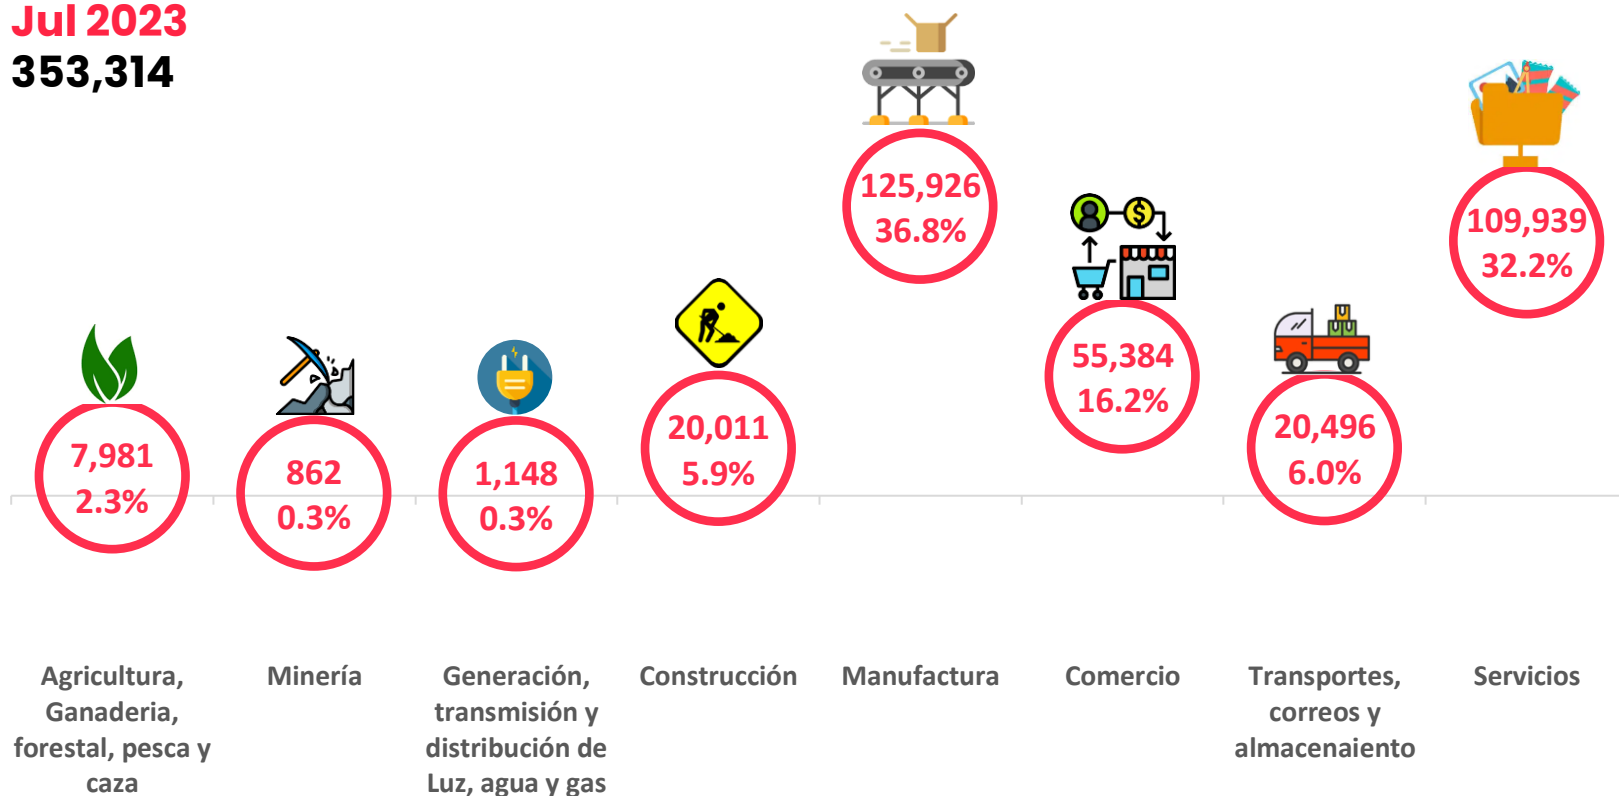 Jul 2023
353,314
7,981
2.3%
862
0.3%
1,148
0.3%
20,011
5.9%
125,926
36.8%
55,384
16.2%
$
20,496
6.0%
109,939
32.2%
Agricultura,
Ganaderia,
forestal, pesca y
caza
Minería
Generación,
transmisión y
distribución de
Luz, agua y gas
Construcción
Manufactura
Comercio
Transportes,
correos y
almacenaiento
Servicios